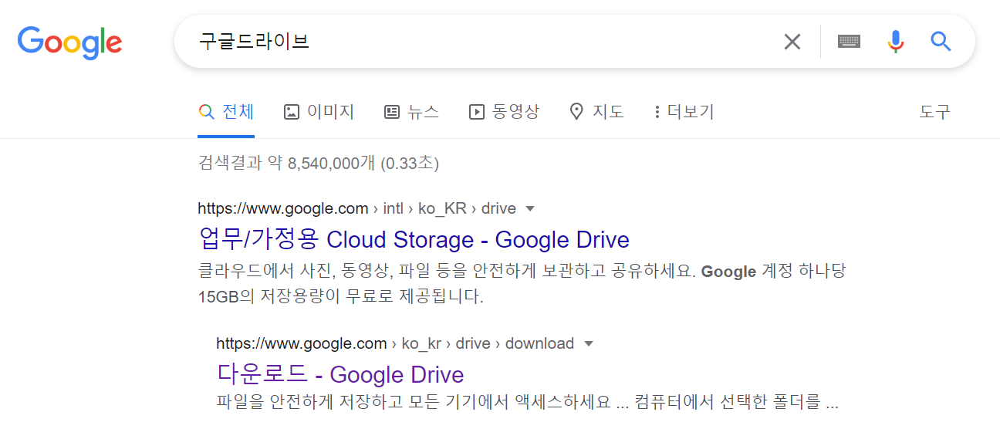 Google
구글드라이브
전체 이미지 뉴스 동영상 지도 더보기 도구
검색결과 약 8,540,000개 (0.33초)
https://www.google.com › intl › ko_KR › drive
업무/가정용 Cloud Storage - Google Drive
클라우드에서 사진, 동영상, 파일 등을 안전하게 보관하고 공유하세요. Google 계정 하나당
15GB의 저장용량이 무료로 제공됩니다.
https://www.google.com › ko_kr › drive › download
다운로드 - Google Drive
파일을 안전하게 저장하고 모든 기기에서 액세스하세요 ... 컴퓨터에서 선택한 폴더를 ...